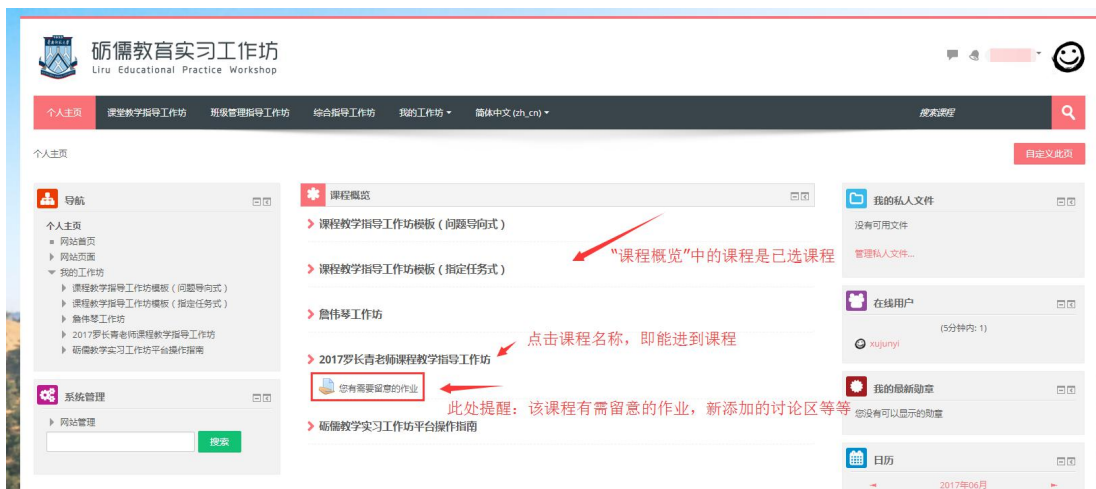 砺儒教育实习工作坊
Liru Educational Practice Workshop
个人主页 课堂教学指导工作坊 班级管理指导工作坊 综合指导工作坊 我的工作坊 简体中文 (zh_cn) 搜索课程
个人主页 自定义此页
导航
个人主页
网站首页
网站页面
我的工作坊
课程教学指导工作坊模板（问题导向式）
课程教学指导工作坊模板（指定任务式）
詹伟琴工作坊
2017罗长青老师课程教学指导工作坊
砺儒教学实习工作坊平台操作指南
系统管理
网站管理
搜索
课程概览
课程教学指导工作坊模板（问题导向式）
“课程概览”中的课程是已选课程
课程教学指导工作坊模板（指定任务式）
詹伟琴工作坊
点击课程名称，即能进到课程
2017罗长青老师课程教学指导工作坊
您有需要留意的作业
此处提醒：该课程有需留意的作业，新添加的讨论区等等
砺儒教学实习工作坊平台操作指南
我的私人文件
没有可用文件
管理私人文件...
在线用户
(5分钟内: 1)
xujunyi
我的最新勋章
您没有可以显示的勋章
日历
2017年06月